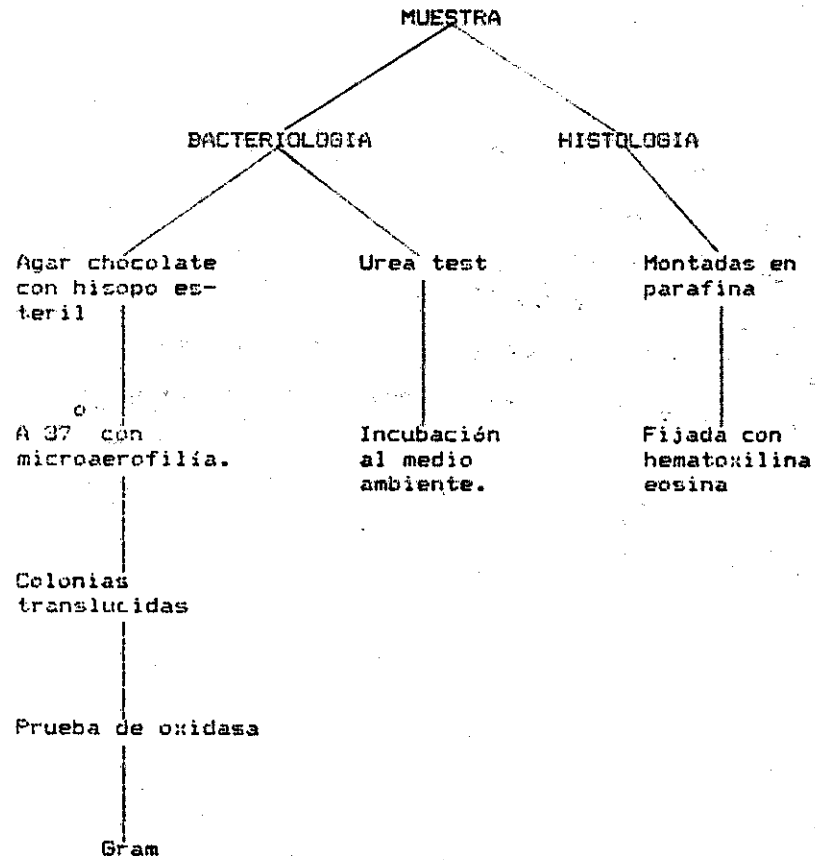 MUESTRA
BACTERIOLOGIA
HISTOLOGIA
Agar chocolate
con hisopo es-
teril
Urea test
Montadas en
parafina
A 37° con
microaerofilía.
Incubación
al medio
ambiente.
Fijada con
hematoxilina
eosina
Colonias
translucidas
Prueba de oxidasa
Gram